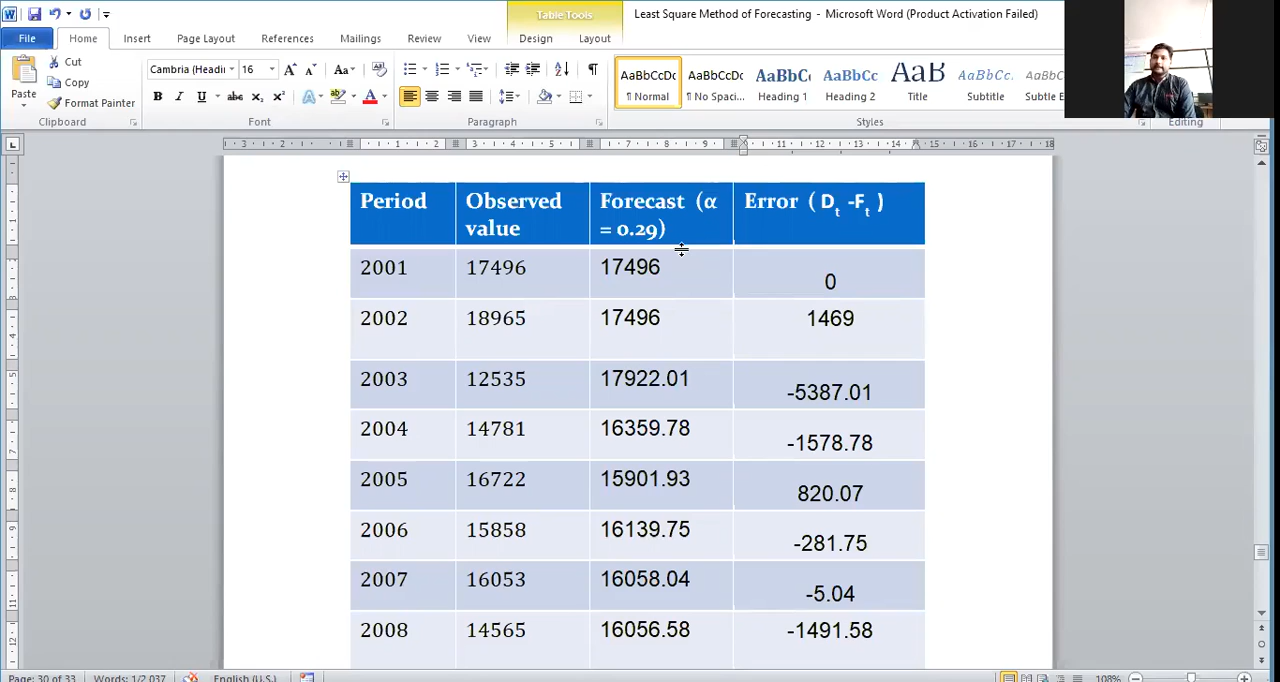 Table Tools
Least Square Method of Forecasting - Microsoft Word (Product Activation Failed)
File Home Insert Page Layout References Mailings Review View Design Layout
Cut
Copy
Format Painter
Paste
Cambria (Headi 16
AaBbCcDc AaBbCcDc AaBbC AaBbCc AaB AaBbCc. AaBbCc
¶ Normal ¶ No Spaci... Heading 1 Heading 2 Title Subtitle Subtle E
Clipboard Font Paragraph Styles Editing
Period Observed value Forecast (α = 0.29) Error ( Dt -Ft )
2001 17496 17496 0
2002 18965 17496 1469
2003 12535 17922.01 -5387.01
2004 14781 16359.78 -1578.78
2005 16722 15901.93 820.07
2006 15858 16139.75 -281.75
2007 16053 16058.04 -5.04
2008 14565 16056.58 -1491.58
Page: 30 of 33 Words: 1/2,037 English (U.S.) 108%